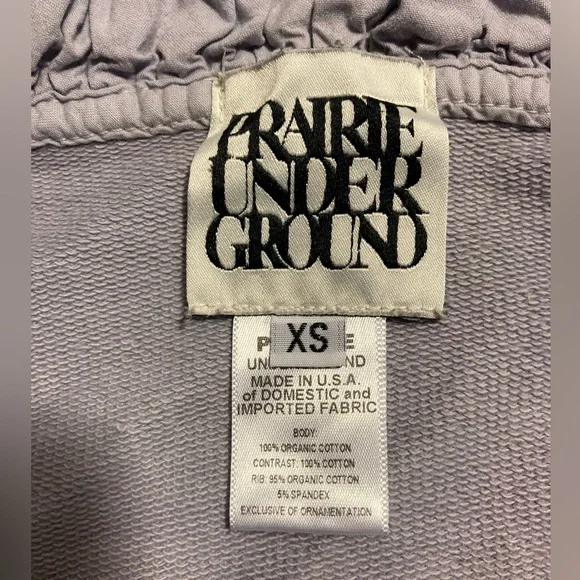 PRAIRIE
UNDER
GROUND
XS
MADE IN U.S.A.
of DOMESTIC and
IMPORTED FABRIC
BODY:
100% ORGANIC COTTON
CONTRAST: 100% COTTON
RIB: 95% ORGANIC COTTON
5% SPANDEX
EXCLUSIVE OF ORNAMENTATION